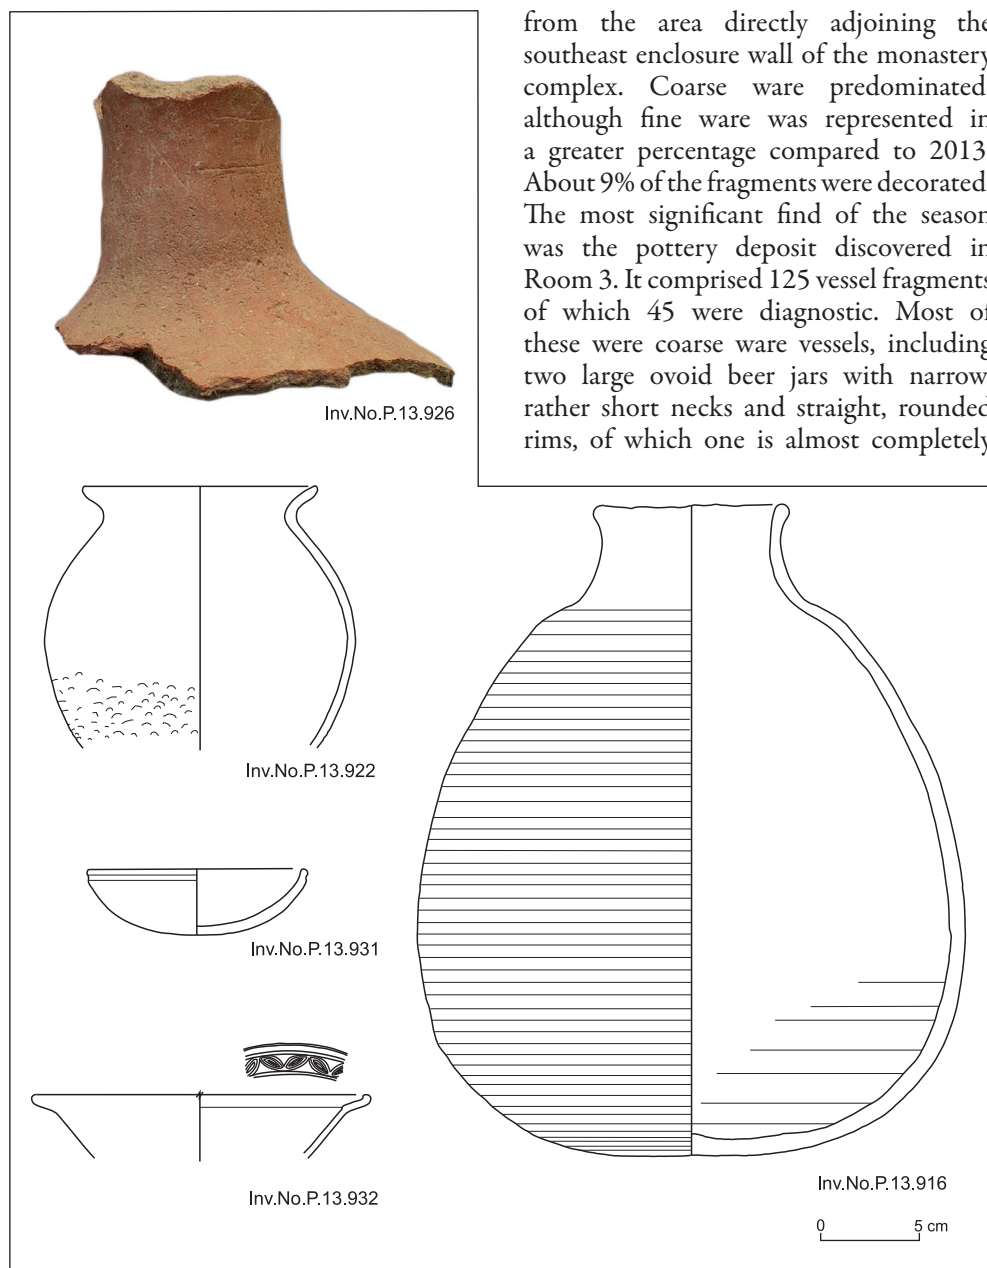 from the area directly adjoining the
southeast enclosure wall of the monastery
complex. Coarse ware predominated
although fine ware was represented in
a greater percentage compared to 2013
About 9% of the fragments were decorated
The most significant find of the season
was the pottery deposit discovered in
Room 3. It comprised 125 vessel fragments
of which 45 were diagnostic. Most of
these were coarse ware vessels, including
two large ovoid beer jars with narrow
rather short necks and straight, rounded
rims, of which one is almost completely
Inv.No.P.13.926
Inv.No.P.13.922
Inv.No.P.13.931
Inv.No.P.13.932
Inv.No.P.13.916
0 5 cm